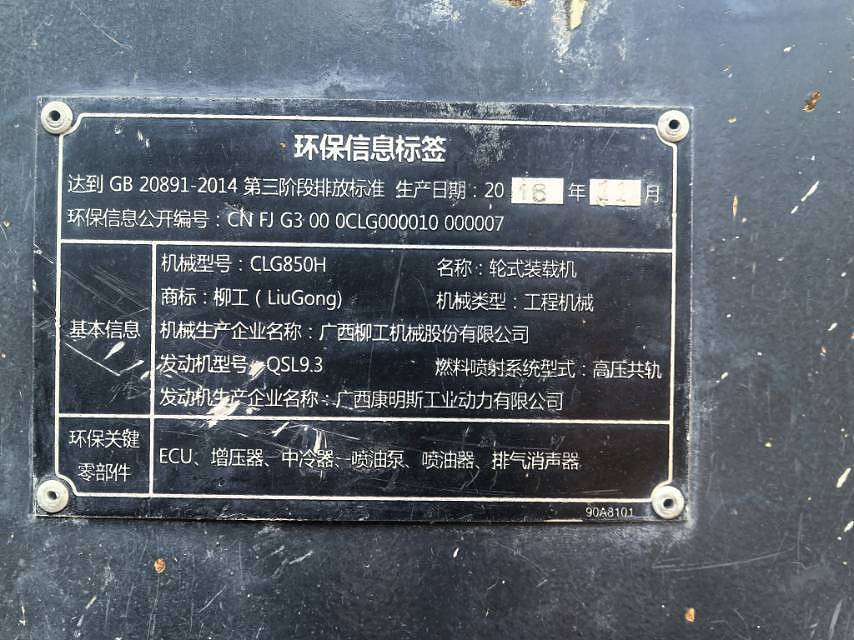 环保信息标签
达到 GB 20891-2014 第三阶段排放标准 生产日期：2018 年 11 月
环保信息公开编号：CN FJ G3 00 0CLG000010 000007
基本信息
机械型号：CLG850H 名称：轮式装载机
商标：柳工（LiuGong) 机械类型：工程机械
机械生产企业名称：广西柳工机械股份有限公司
发动机型号：QSL9.3 燃料喷射系统型式：高压共轨
发动机生产企业名称：广西康明斯工业动力有限公司
环保关键
零部件
ECU、增压器、中冷器、喷油泵、喷油器、排气消声器
90A8101